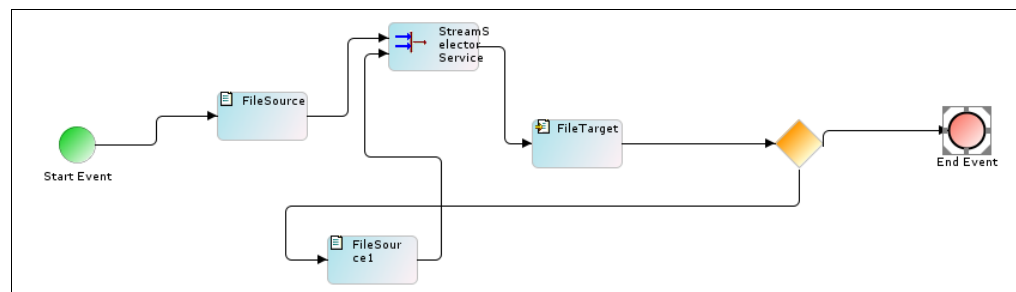 StreamS
elector
Service
FileSource
FileTarget
Start Event
End Event
FileSour
ce1